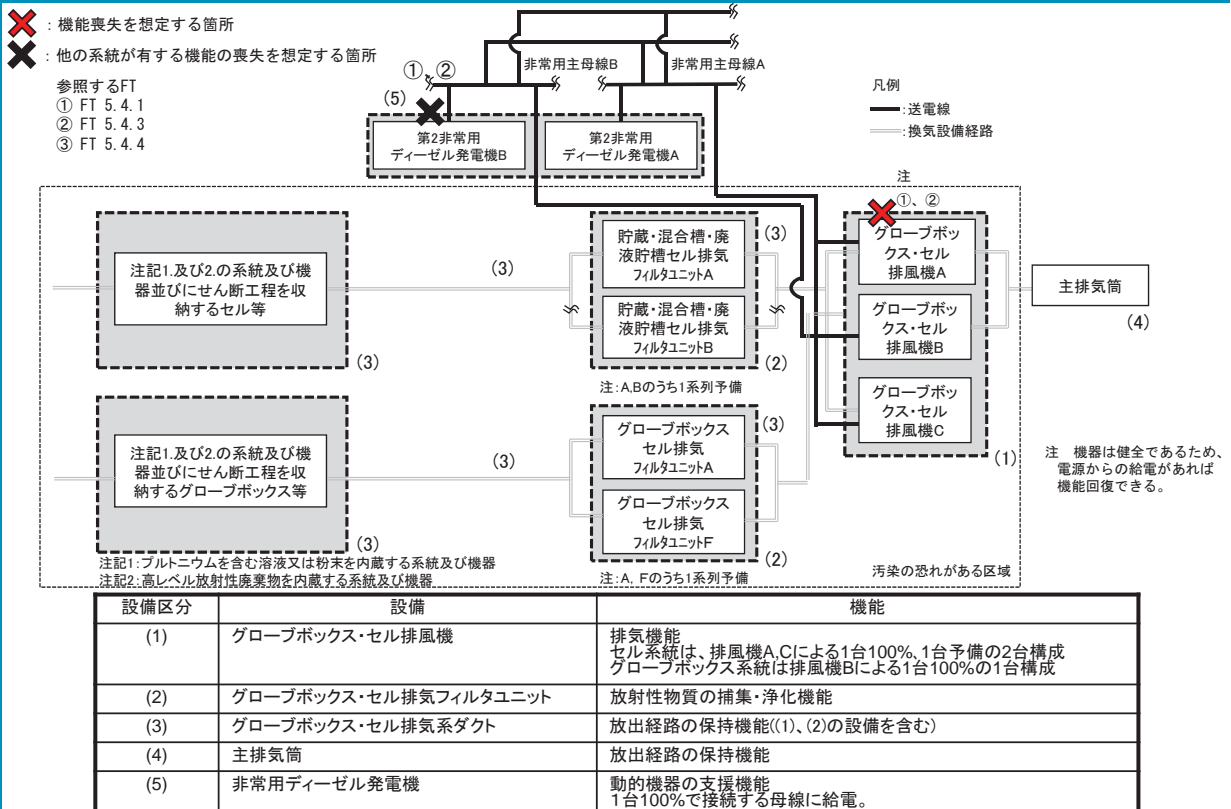 ：機能喪失を想定する箇所
：他の系統が有する機能の喪失を想定する箇所
参照するFT
① FT 5.4.1
② FT 5.4.3
③ FT 5.4.4
①、②
非常用主母線B
非常用主母線A
(5)
第2非常用
ディーゼル発電機B
第2非常用
ディーゼル発電機A
凡例
:送電線
:換気設備経路
注
①、②
注記1.及び2.の系統及び機
器並びにせん断工程を収
納するセル等
(3)
(3)
貯蔵・混合槽・廃
液貯槽セル排気
フィルタユニットA
(3)
貯蔵・混合槽・廃
液貯槽セル排気
フィルタユニットB
(2)
注：A,Bのうち1系列予備
グローブボッ
クス・セル
排風機A
グローブボッ
クス・セル
排風機B
グローブボッ
クス・セル
排風機C
(1)
主排気筒
(4)
注記1.及び2.の系統及び機
器並びにせん断工程を収
納するグローブボックス等
(3)
(3)
グローブボックス
セル排気
フィルタユニットA
(3)
グローブボックス
セル排気
フィルタユニットF
(2)
注：A, Fのうち1系列予備
注　機器は健全であるため、
電源からの給電があれば
機能回復できる。
注記1：プルトニウムを含む溶液又は粉末を内蔵する系統及び機器
注記2：高レベル放射性廃棄物を内蔵する系統及び機器
汚染の恐れがある区域
設備区分 設備 機能
(1) グローブボックス・セル排風機 排気機能
セル系統は、排風機A,Cによる1台100%、1台予備の2台構成
グローブボックス系統は排風機Bによる1台100%の1台構成
(2) グローブボックス・セル排気フィルタユニット 放射性物質の捕集・浄化機能
(3) グローブボックス・セル排気系ダクト 放出経路の保持機能((1)、(2)の設備を含む)
(4) 主排気筒 放出経路の保持機能
(5) 非常用ディーゼル発電機 動的機器の支援機能
1台100%で接続する母線に給電。